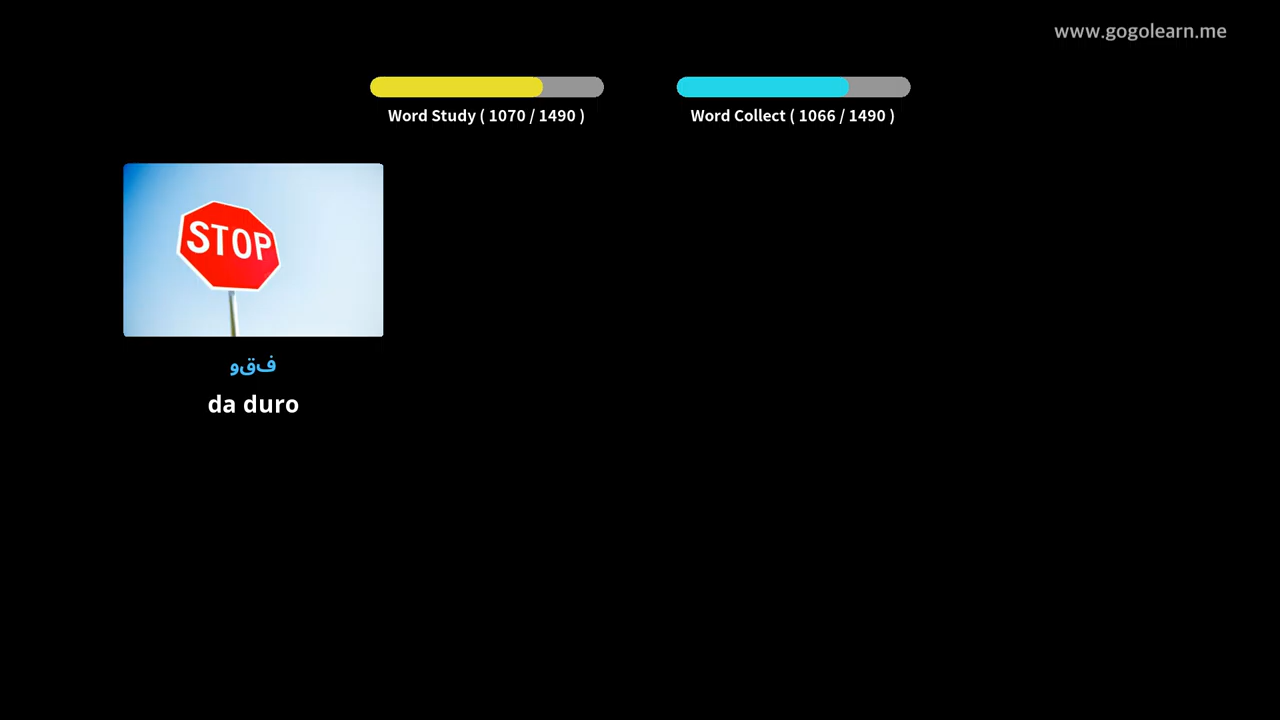 www.gogolearn.me
Word Study ( 1070 / 1490 )
Word Collect ( 1066 / 1490 )
STOP
فقو
da duro